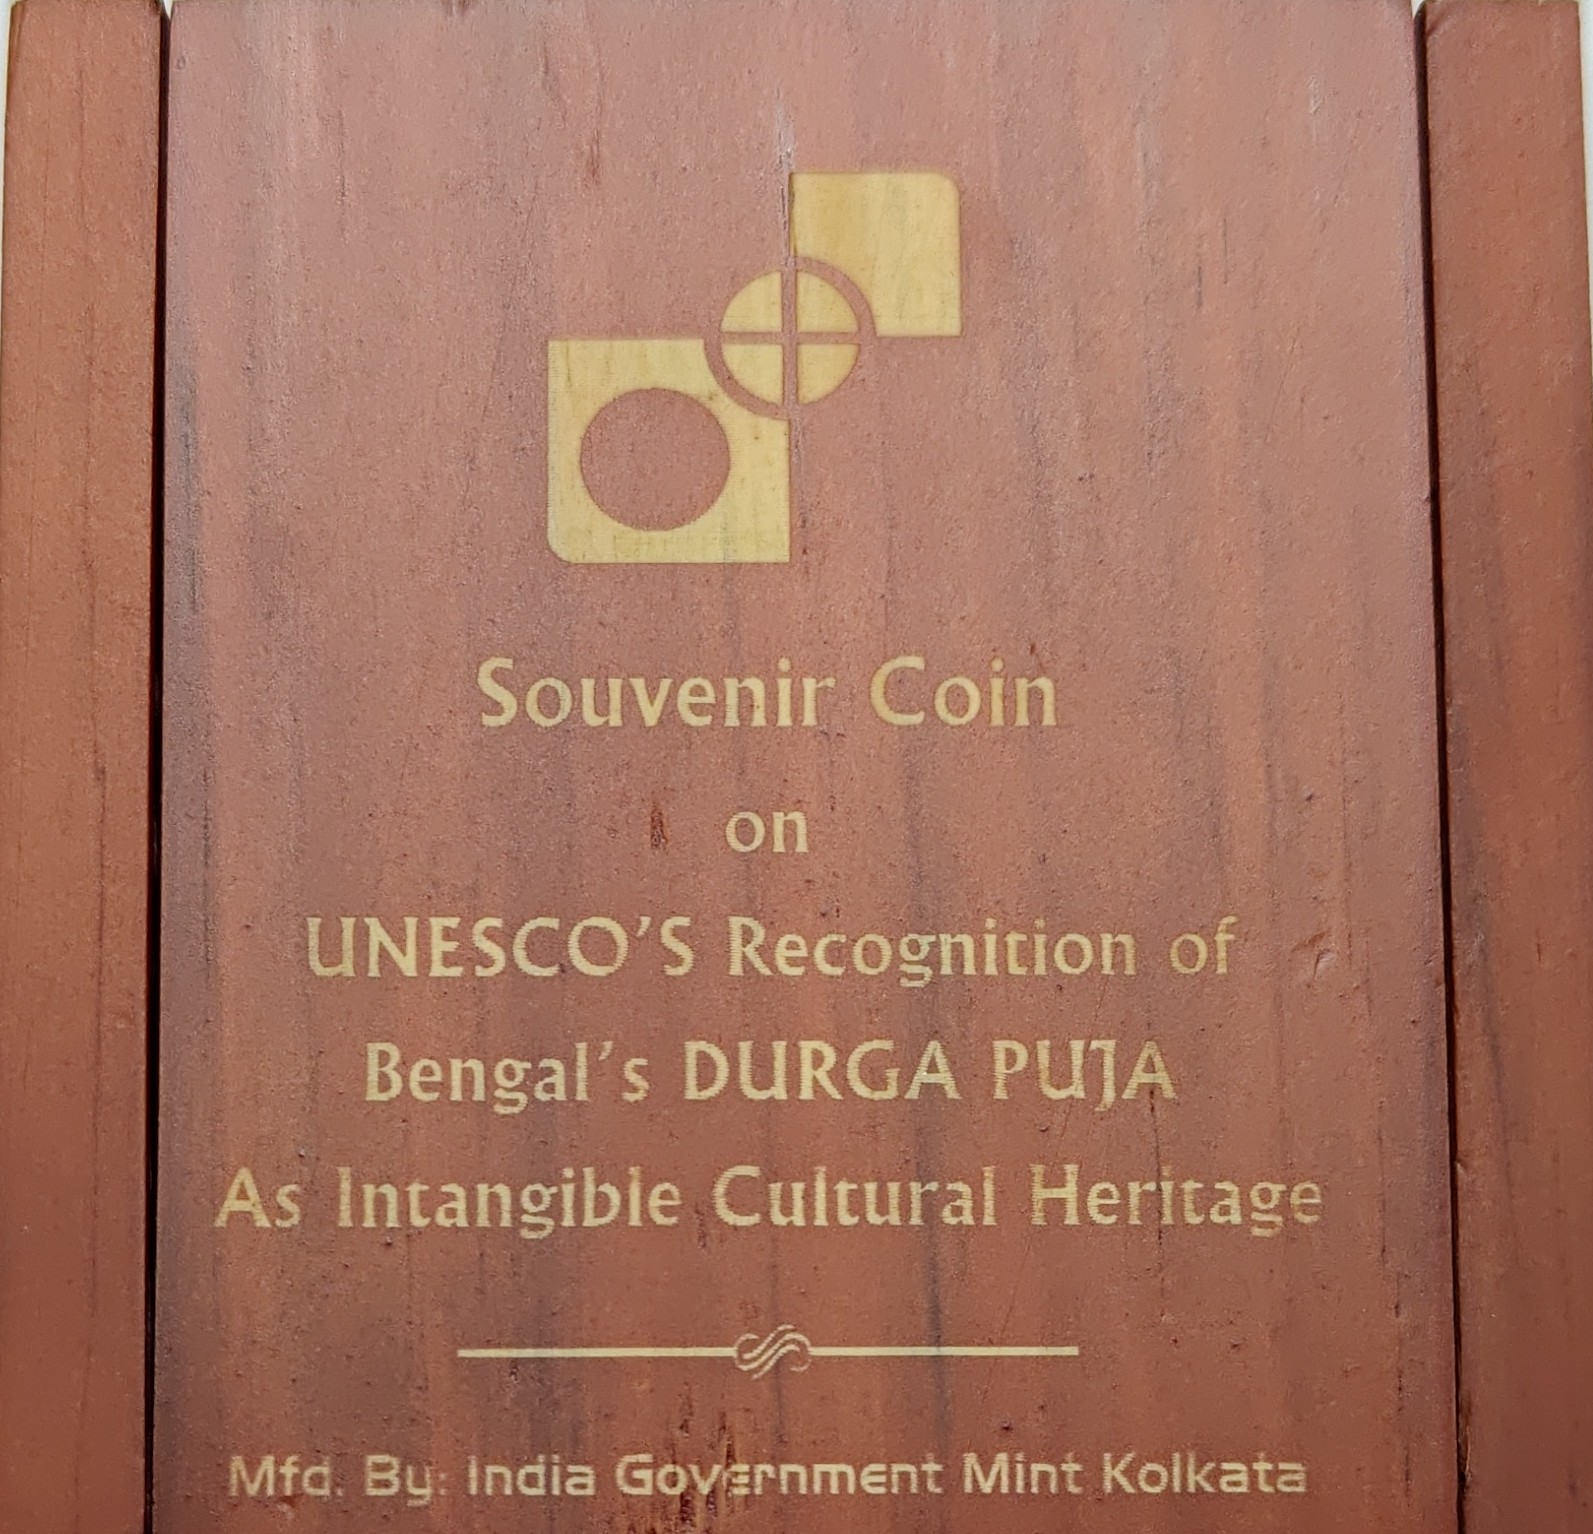 Souvenir Coin
on
UNESCO'S Recognition of
Bengal's DURGA PUJA
As Intangible Cultural Heritage
Mfd. By: India Government Mint Kolkata